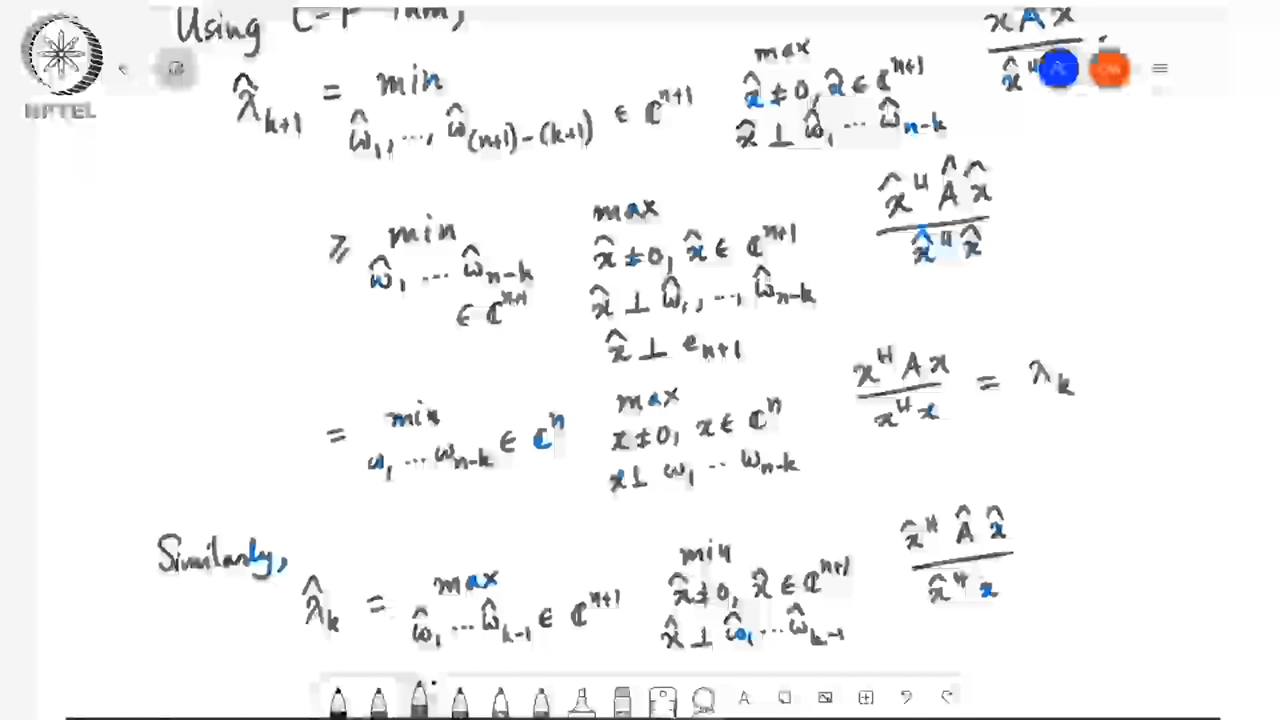 Using C-F Thm,
x A x
NPTEL
λ̂_{k+1} = min_{ŵ_1, ..., ŵ_{(n+1)-(k+1)} ∈ ℂ^{n+1}} max_{x̂ ≠ 0, x̂ ∈ ℂ^{n+1}, x̂ ⊥ ŵ_1 ... ŵ_{n-k}}
≥ min_{ŵ_1 ... ŵ_{n-k} ∈ ℂ^{n+1}} max_{x̂ ≠ 0, x̂ ∈ ℂ^{n+1}, x̂ ⊥ ŵ_1, ..., ŵ_{n-k}, x̂ ⊥ e_{n+1}} x̂^H Â x̂ / x̂^H x̂
= min_{w_1 ... w_{n-k} ∈ ℂ^n} max_{x ≠ 0, x ∈ ℂ^n, x ⊥ w_1 ... w_{n-k}} x^H A x / x^H x = λ_k
Similarly,
λ̂_k = max_{ŵ_1 ... ŵ_{k-1} ∈ ℂ^{n+1}} min_{x̂ ≠ 0, x̂ ∈ ℂ^{n+1}, x̂ ⊥ ŵ_1 ... ŵ_{k-1}} x̂^H Â x̂ / x̂^H x